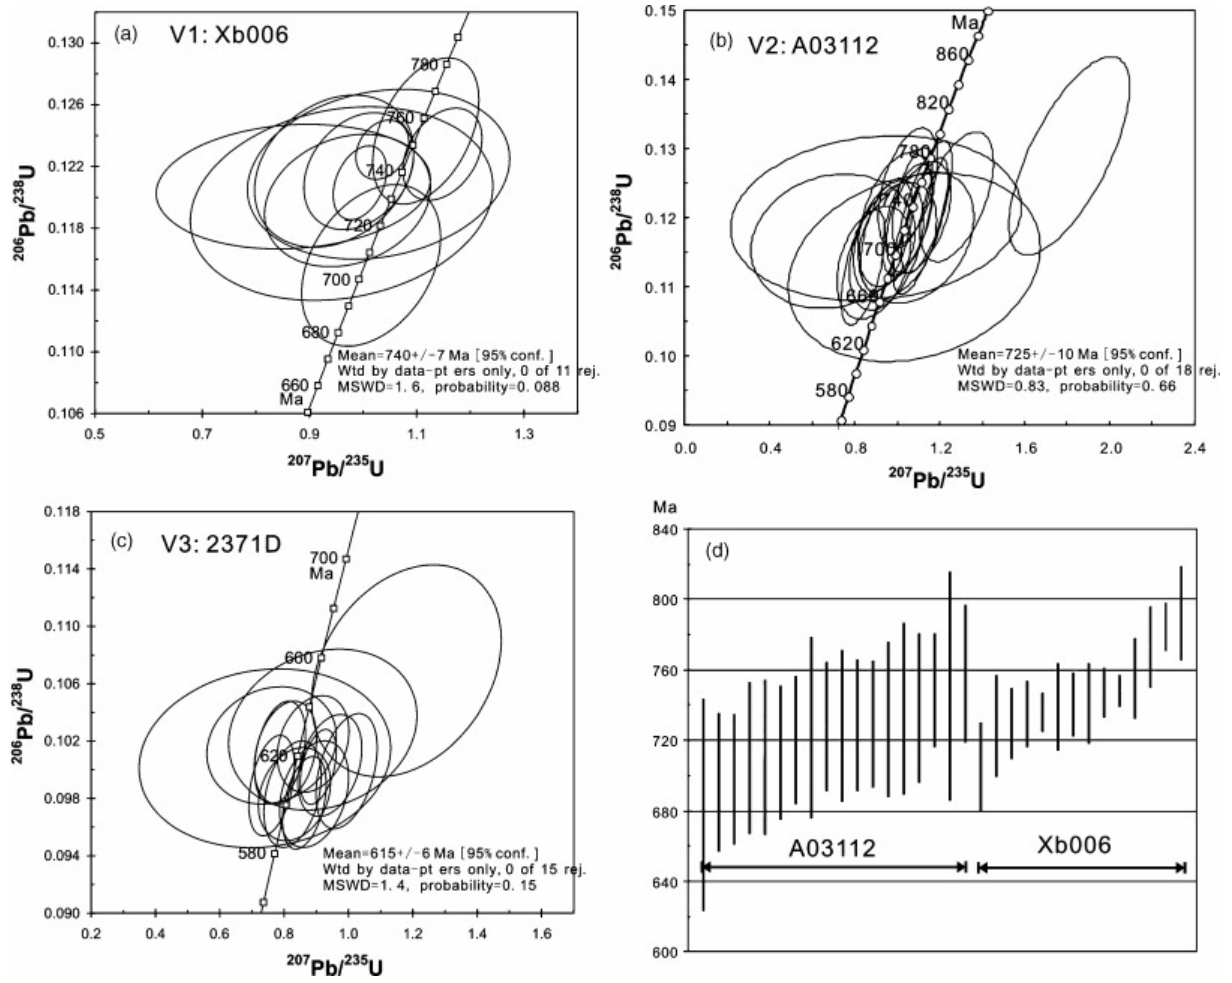 (a) V1: Xb006
0.130
0.126
0.122
0.118
0.114
0.110
0.106
206Pb/238U
780
760
740
720
700
680
660
Ma
Mean=740+/-7 Ma [95% conf.]
Wtd by data-pt ers only, 0 of 11 rej.
MSWD=1.6, probability=0.088
0.5 0.7 0.9 1.1 1.3
207Pb/235U
(b) V2: A03112
0.15
0.14
0.13
0.12
0.11
0.10
0.09
206Pb/238U
Ma
860
820
780
700
660
620
580
Mean=725+/-10 Ma [95% conf.]
Wtd by data-pt ers only, 0 of 18 rej.
MSWD=0.83, probability=0.66
0.0 0.4 0.8 1.2 1.6 2.0 2.4
207Pb/235U
(c) V3: 2371D
0.118
0.114
0.110
0.106
0.102
0.098
0.094
0.090
206Pb/238U
700
Ma
660
620
580
Mean=615+/-6 Ma [95% conf.]
Wtd by data-pt ers only, 0 of 15 rej.
MSWD=1.4, probability=0.15
0.2 0.4 0.6 0.8 1.0 1.2 1.4 1.6
207Pb/235U
Ma
(d)
840
800
760
720
680
640
600
A03112 Xb006